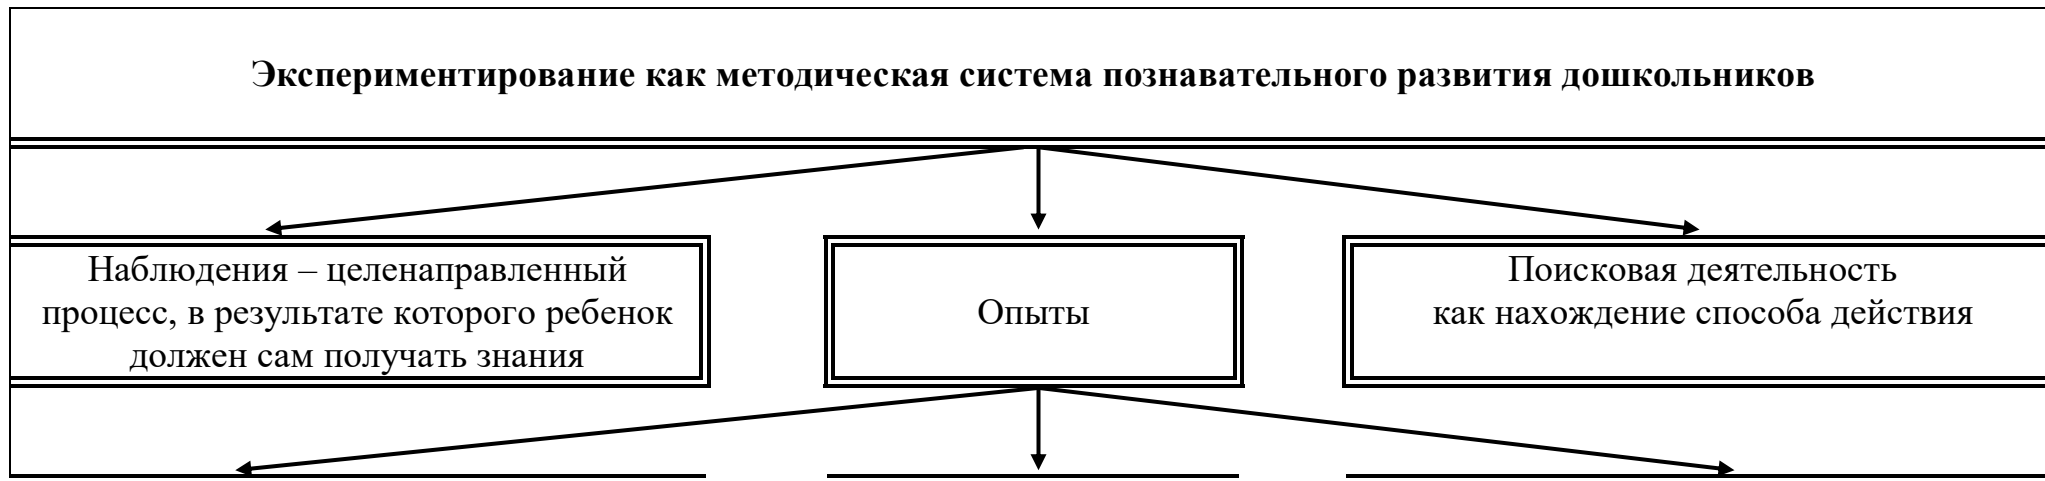 Экспериментирование как методическая система познавательного развития дошкольников
Наблюдения – целенаправленный
процесс, в результате которого ребенок
должен сам получать знания
Опыты
Поисковая деятельность
как нахождение способа действия